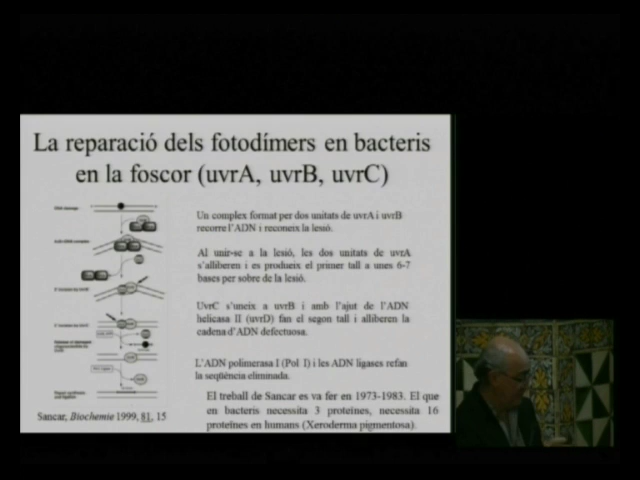 La reparació dels fotodímers en bacteris
en la foscor (uvrA, uvrB, uvrC)
Un complex format per dos unitats de uvrA i uvrB
recorre l'ADN i reconeix la lesió.
Al unir-se a la lesió, les dos unitats de uvrA
s'alliberen i es produeix el primer tall a unes 6-7
bases per sobre de la lesió.
UvrC s'uneix a uvrB i amb l'ajut de l'ADN
helicasa II (uvrD) fan el segon tall i alliberen la
cadena d'ADN defectuosa.
L'ADN polimerasa I (Pol I) i les ADN ligases refan
la seqüència eliminada.
El treball de Sancar es va fer en 1973-1983. El que
en bacteris necessita 3 proteïnes, necessita 16
proteïnes en humans (Xeroderma pigmentosa).
Sancar, Biochemie 1999, 81, 15